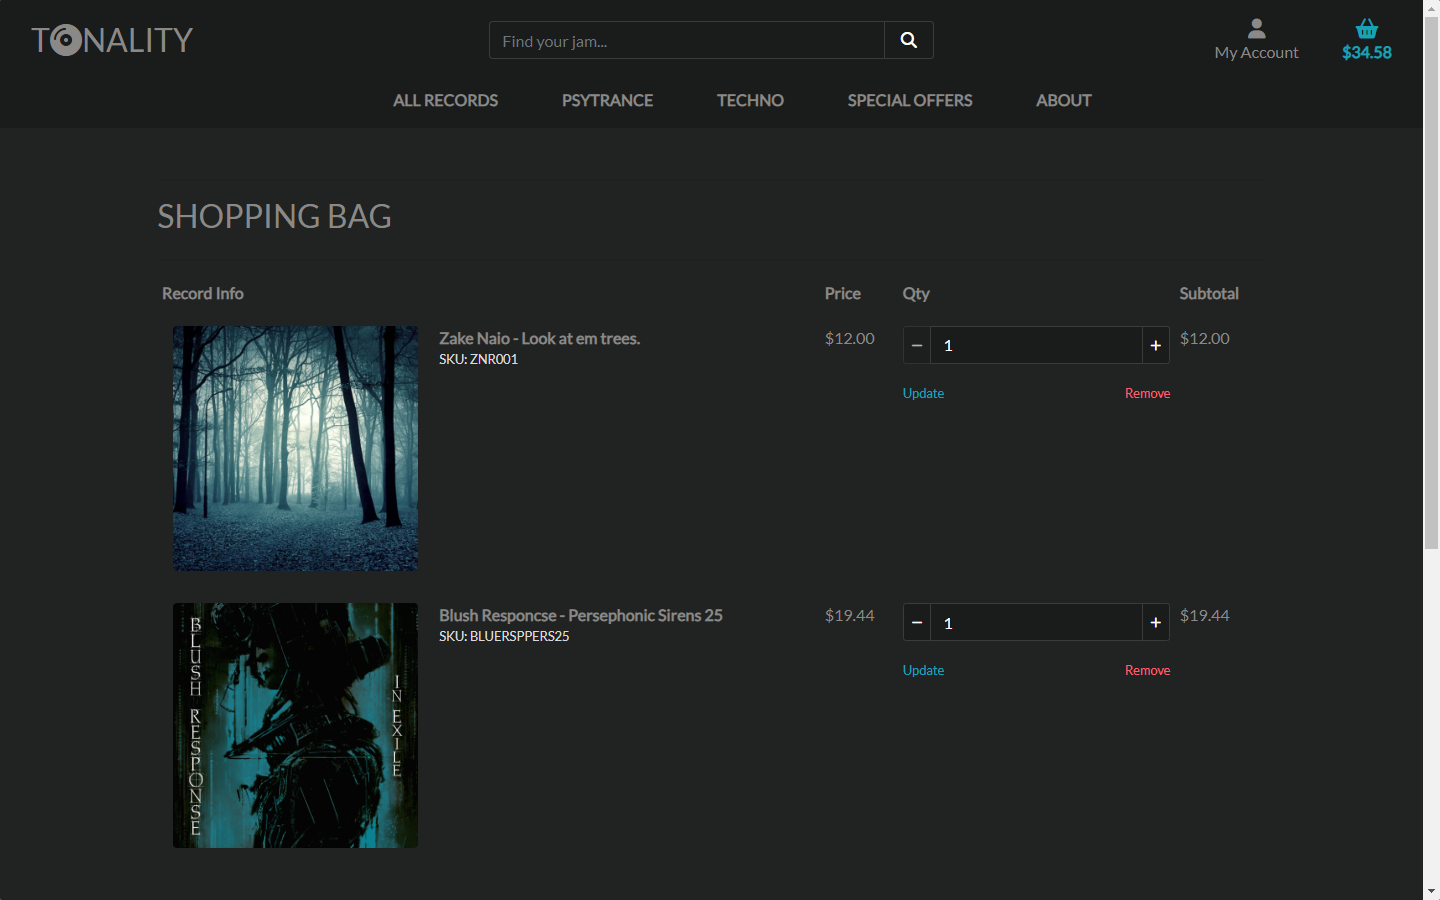 TONALITY
Find your jam...
My Account
$34.58
ALL RECORDS PSYTRANCE TECHNO SPECIAL OFFERS ABOUT
SHOPPING BAG
Record Info Price Qty Subtotal
Zake Naio - Look at em trees. $12.00 1 $12.00
SKU: ZNR001
Update Remove
Blush Responcse - Persephonic Sirens 25 $19.44 1 $19.44
SKU: BLUERSPPERS25
Update Remove
BLUSH RESPONSE
IN EXILE